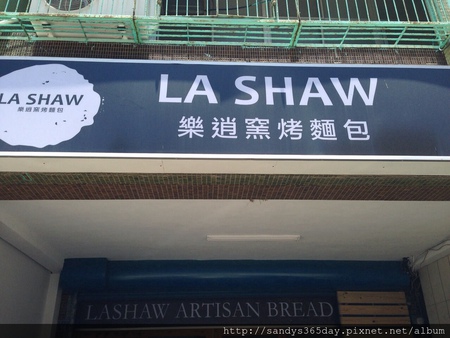 LA SHAW
樂逍窯烤麵包
LA SHAW
樂逍窯烤麵包
LASHAW ARTISAN BREAD
http://sandys365day.pixnet.net/album